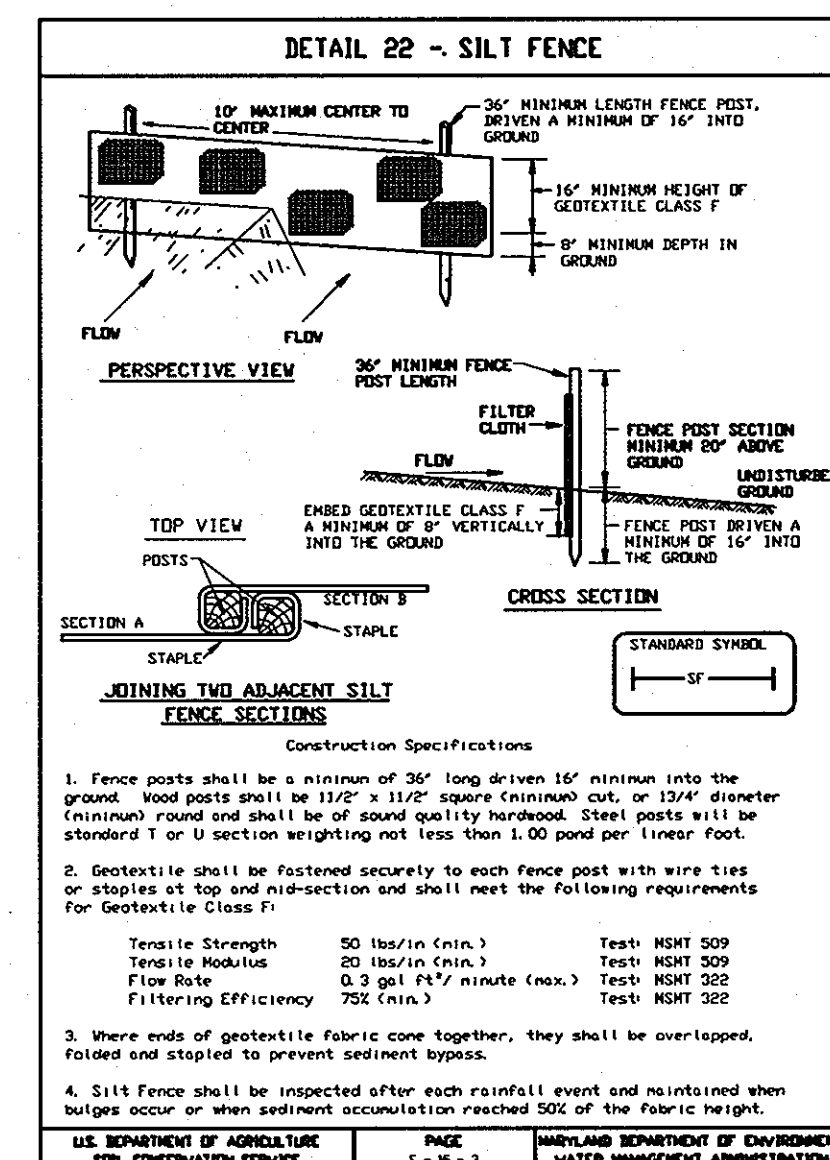 DETAIL 22 -. SILT FENCE
10' MAXIMUM CENTER TO
CENTER
36" MINIMUM LENGTH FENCE POST,
DRIVEN A MINIMUM OF 16" INTO
GROUND
16" MINIMUM HEIGHT OF
GEOTEXTILE CLASS F
8" MINIMUM DEPTH IN
GROUND
FLOW
FLOW
PERSPECTIVE VIEW
36" MINIMUM FENCE
POST LENGTH
FILTER
CLOTH
FENCE POST SECTION
MINIMUM 20" ABOVE
GROUND
FLOW
UNDISTURBE
GROUND
EMBED GEOTEXTILE CLASS F
A MINIMUM OF 8" VERTICALLY
INTO THE GROUND
FENCE POST DRIVEN A
MINIMUM OF 16" INTO
THE GROUND
CROSS SECTION
TOP VIEW
POSTS
SECTION B
SECTION A
STAPLE
STAPLE
JOINING TWO ADJACENT SILT
FENCE SECTIONS
STANDARD SYMBOL
SF
Construction Specifications
1. Fence posts shall be a minimum of 36" long driven 16" minimum into the
ground. Wood posts shall be 11/2" x 11/2" square (minimum) cut, or 13/4" diameter
(minimum) round and shall be of sound quality hardwood. Steel posts will be
standard T or U section weighting not less than 1.00 pond per linear foot.
2. Geotextile shall be fastened securely to each fence post with wire ties
or staples at top and mid-section and shall meet the following requirements
for Geotextile Class F:
Tensile Strength 50 lbs/in (min.) Test: MSMT 509
Tensile Modulus 20 lbs/in (min.) Test: MSMT 509
Flow Rate 0.3 gal ft²/ minute (max.) Test: MSMT 322
Filtering Efficiency 75% (min.) Test: MSMT 322
3. Where ends of geotextile fabric come together, they shall be overlapped,
folded and stapled to prevent sediment bypass.
4. Silt Fence shall be inspected after each rainfall event and maintained when
bulges occur or when sediment accumulation reached 50% of the fabric height.
U.S. DEPARTMENT OF AGRICULTURE
SOIL CONSERVATION SERVICE
PAGE
MARYLAND DEPARTMENT OF ENVIRONME
WATER MANAGEMENT ADMINISTRATION